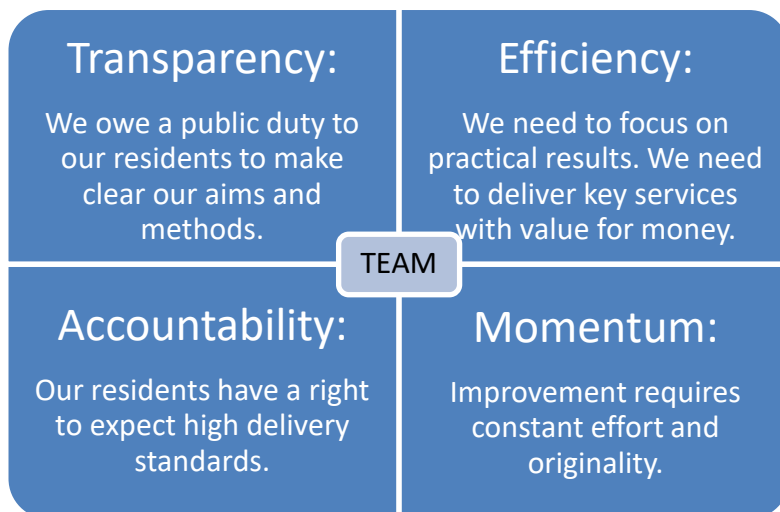 Transparency:
We owe a public duty to
our residents to make
clear our aims and
methods.
Efficiency:
We need to focus on
practical results. We need
to deliver key services
with value for money.
TEAM
Accountability:
Our residents have a right
to expect high delivery
standards.
Momentum:
Improvement requires
constant effort and
originality.